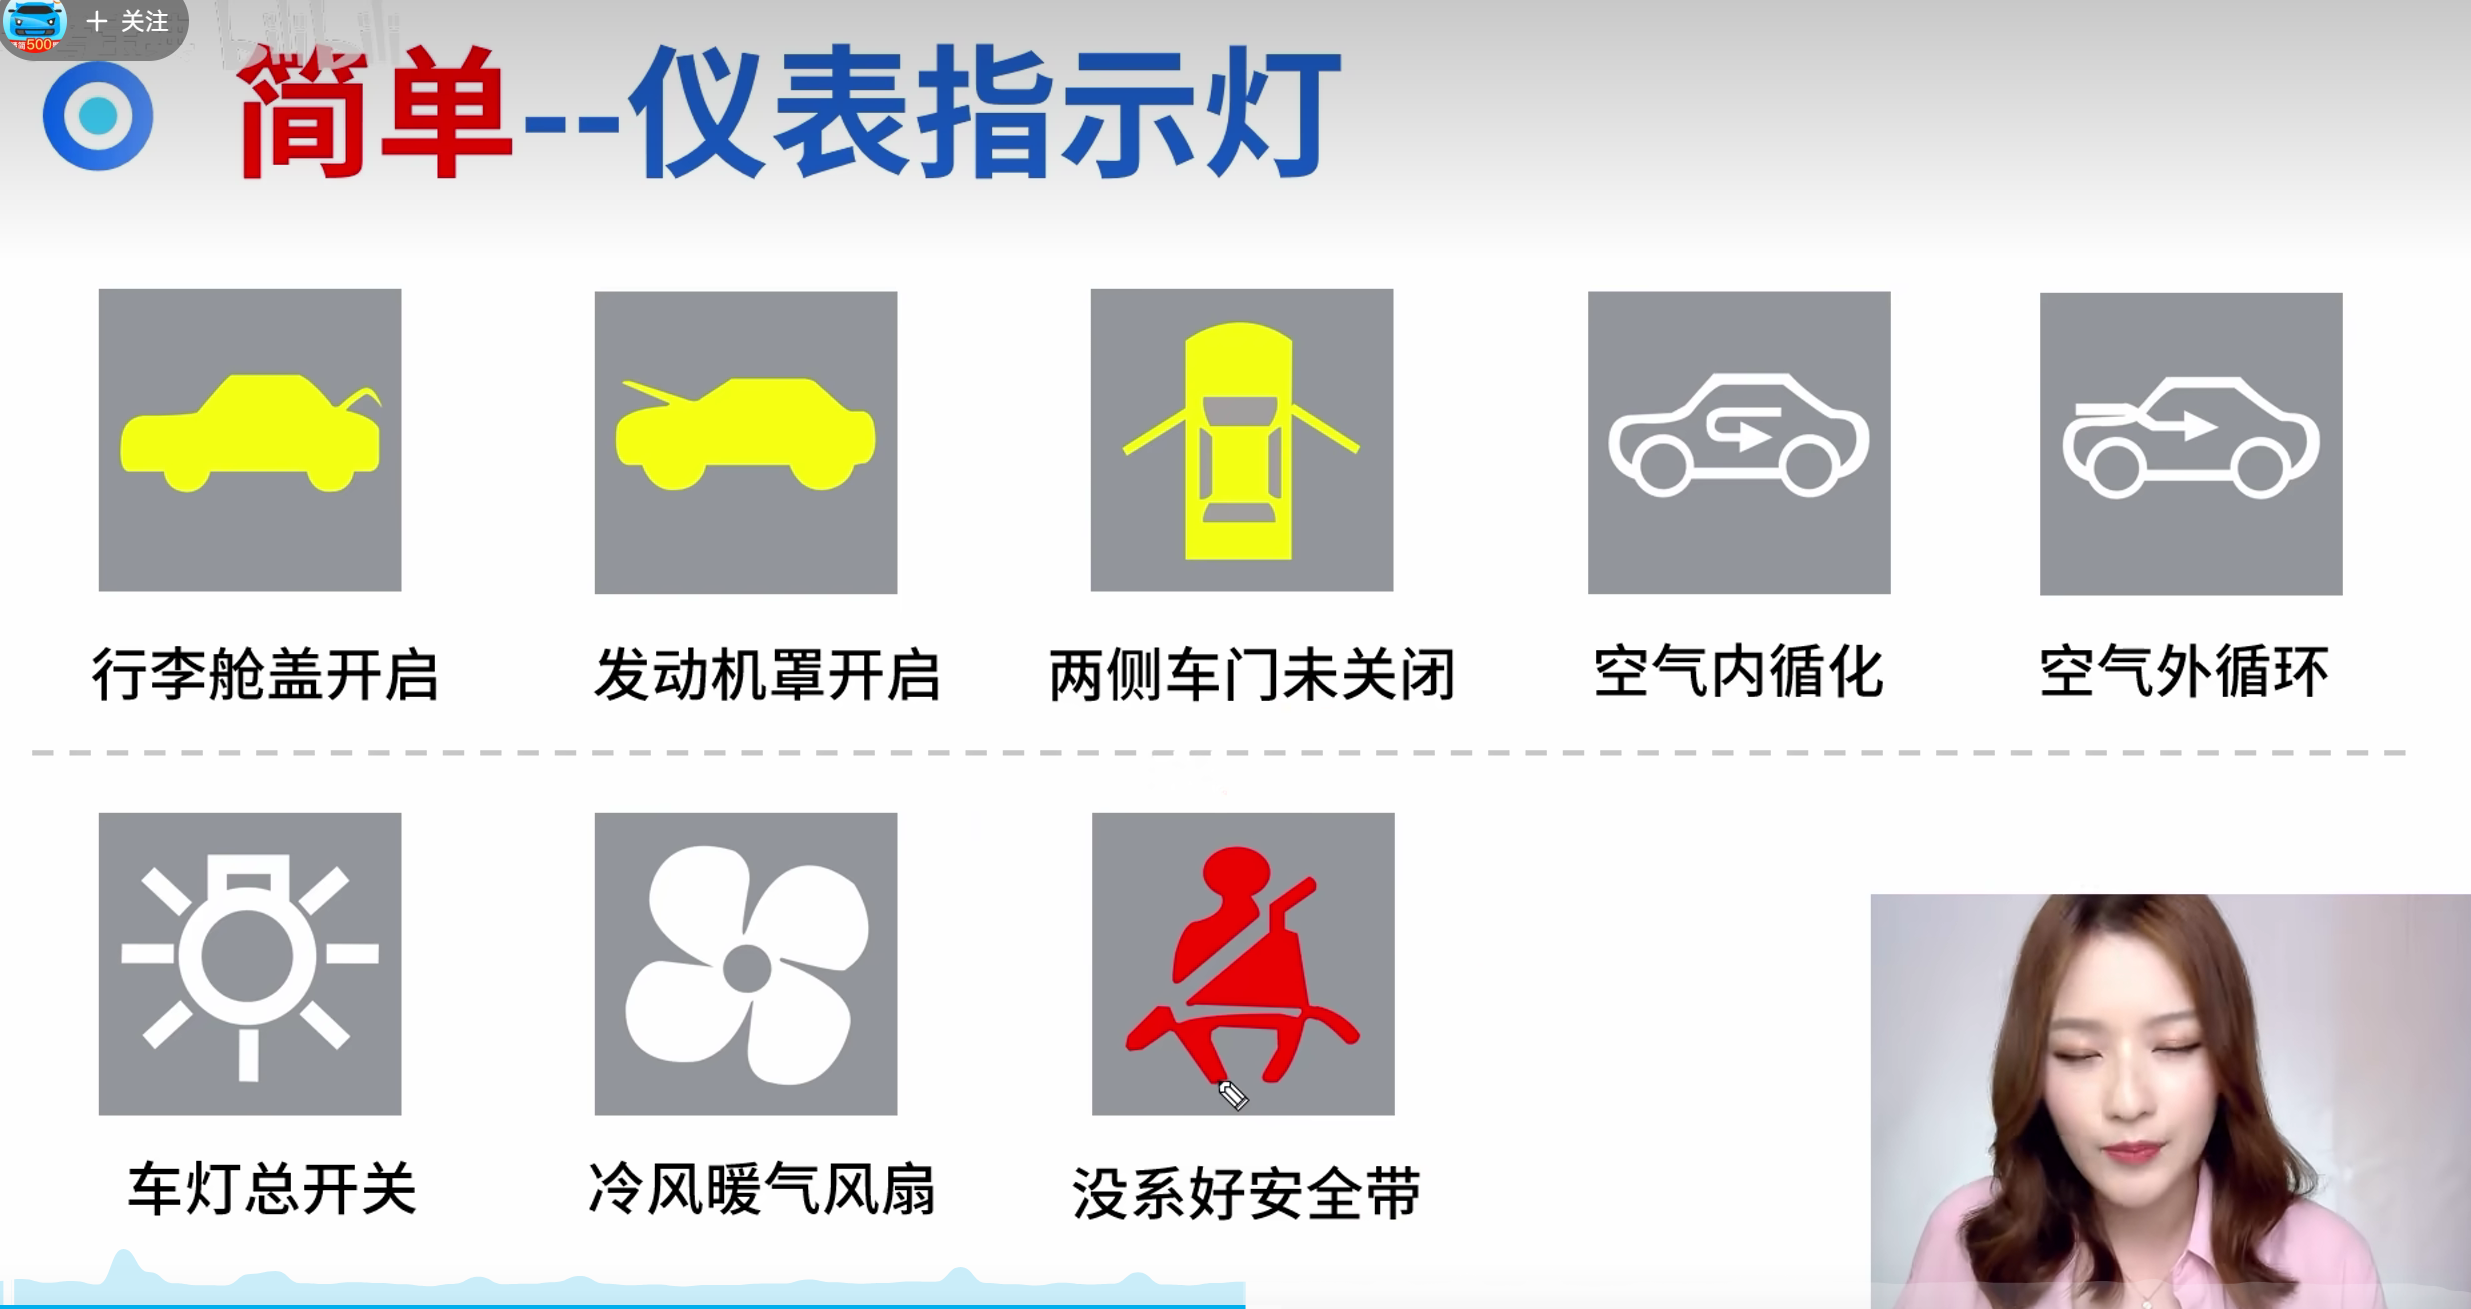 + 关注
500
简单--仪表指示灯
行李舱盖开启
发动机罩开启
两侧车门未关闭
空气内循化
空气外循环
车灯总开关
冷风暖气风扇
没系好安全带